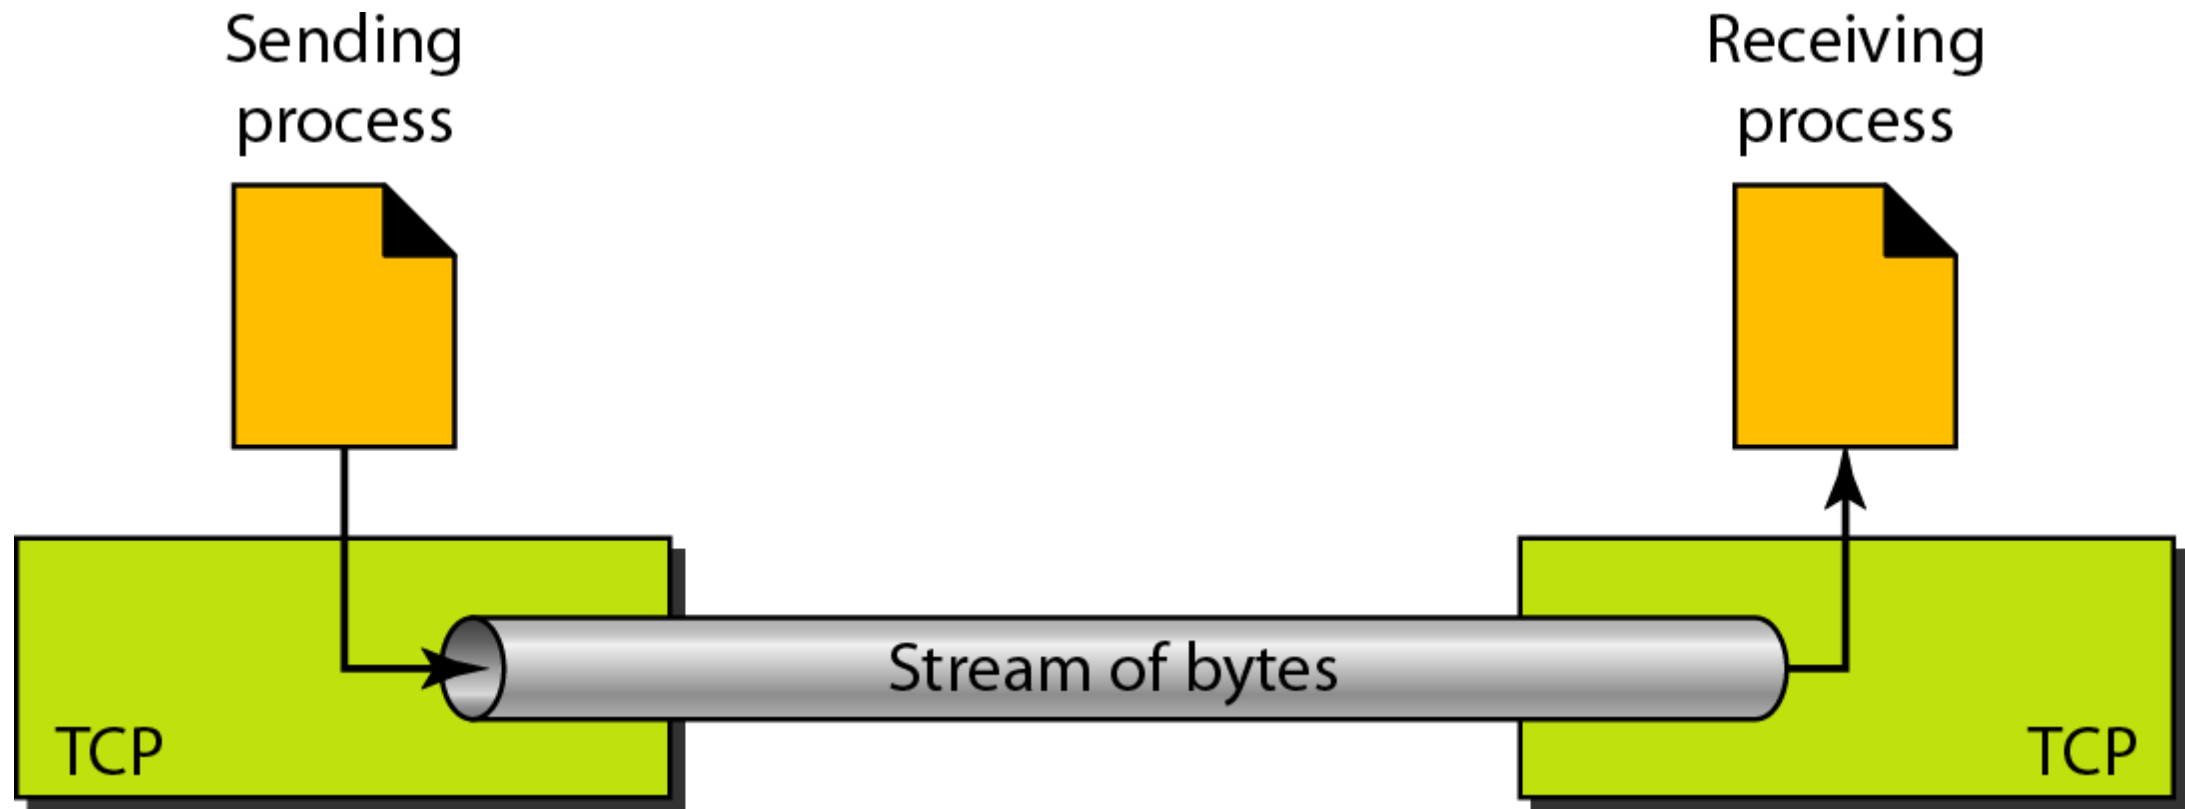 Sending
process
Receiving
process
Stream of bytes
TCP
TCP